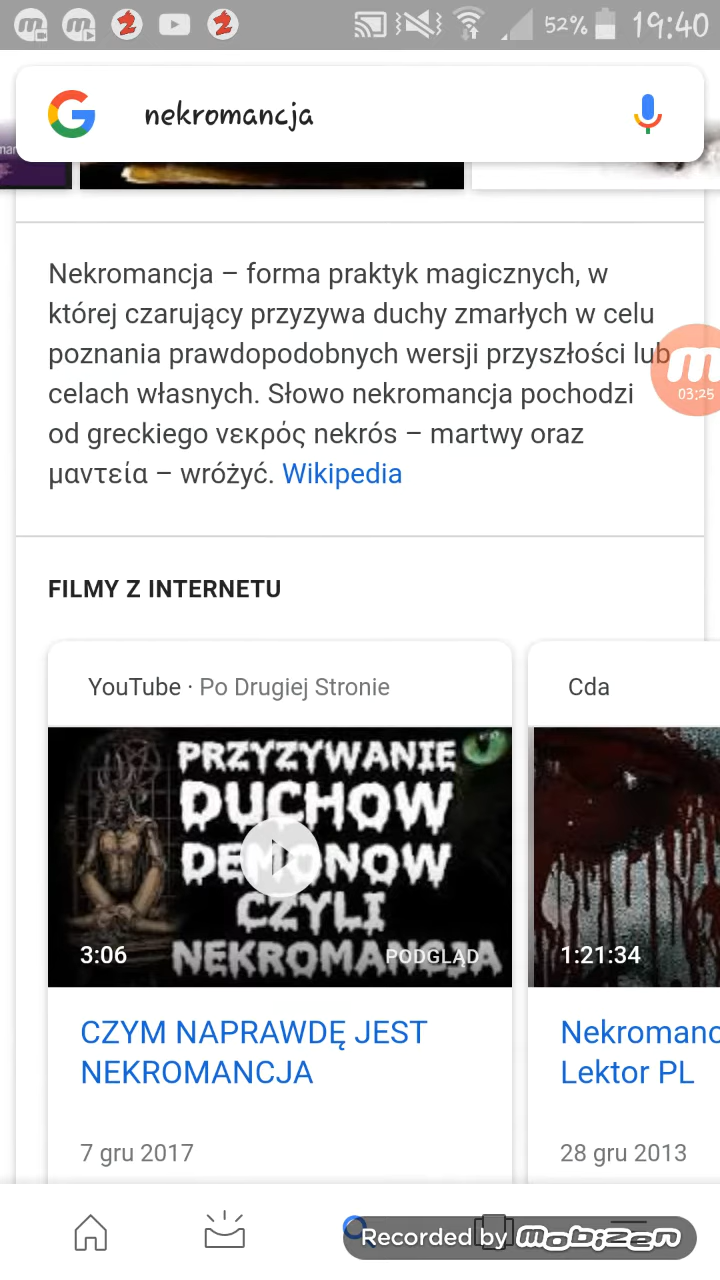 52% 19:40
nekromancja
Nekromancja – forma praktyk magicznych, w
której czarujący przyzywa duchy zmarłych w celu
poznania prawdopodobnych wersji przyszłości lub
celach własnych. Słowo nekromancja pochodzi
od greckiego νεκρός nekrós – martwy oraz
μαντεία – wróżyć. Wikipedia
03:25
FILMY Z INTERNETU
YouTube · Po Drugiej Stronie
Cda
PRZYZYWANIE
DUCHOW
DEMONOW
CZYLI
NEKROMANCJA
3:06
PODGLĄD
1:21:34
CZYM NAPRAWDĘ JEST
NEKROMANCJA
Nekromanc
Lektor PL
7 gru 2017
28 gru 2013
Recorded by mobizen